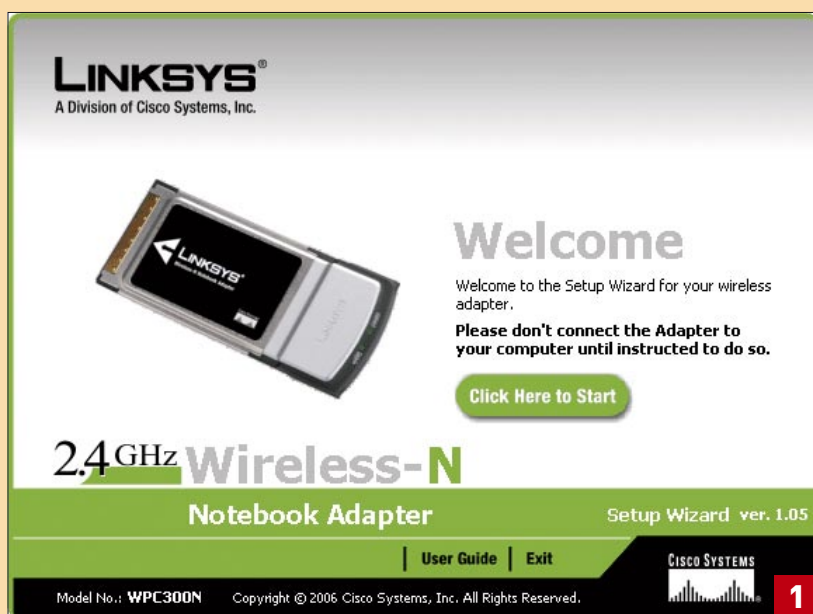 LINKSYS®
A Division of Cisco Systems, Inc.
LINKSYS®
Welcome
Welcome to the Setup Wizard for your wireless
adapter.
Please don't connect the Adapter to
your computer until instructed to do so.
Click Here to Start
2.4 GHz Wireless-N
Notebook Adapter
Setup Wizard ver. 1.05
User Guide
Exit
CISCO SYSTEMS
Model No.: WPC300N Copyright © 2006 Cisco Systems, Inc. All Rights Reserved.
1